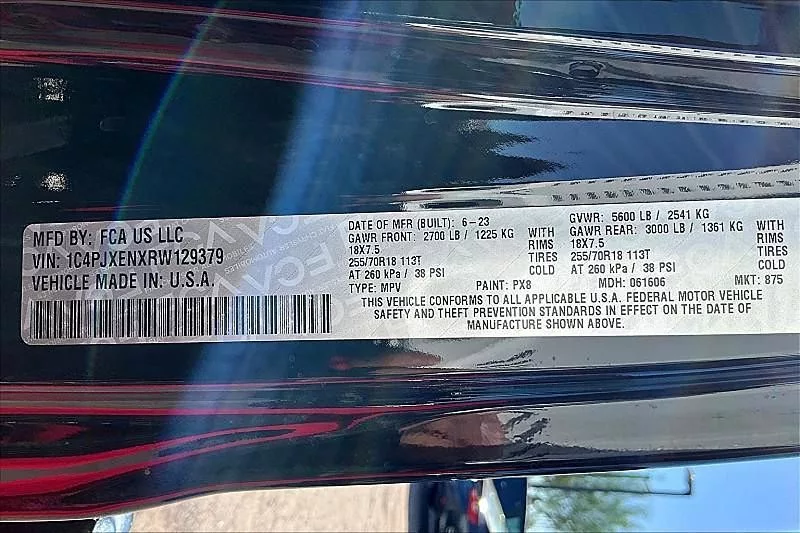 MFD BY: FCA US LLC
VIN: 1C4PJXENXRW129379
VEHICLE MADE IN: U.S.A.
DATE OF MFR (BUILT): 6-23
GAWR FRONT: 2700 LB / 1225 KG WITH
18X7.5 RIMS
255/70R18 113T TIRES
AT 260 kPa / 38 PSI COLD
GVWR: 5600 LB / 2541 KG
GAWR REAR: 3000 LB / 1361 KG WITH
18X7.5 RIMS
255/70R18 113T TIRES
AT 260 kPa / 38 PSI COLD
TYPE: MPV PAINT: PX8 MDH: 061606 MKT: 875
THIS VEHICLE CONFORMS TO ALL APPLICABLE U.S.A. FEDERAL MOTOR VEHICLE
SAFETY AND THEFT PREVENTION STANDARDS IN EFFECT ON THE DATE OF
MANUFACTURE SHOWN ABOVE.